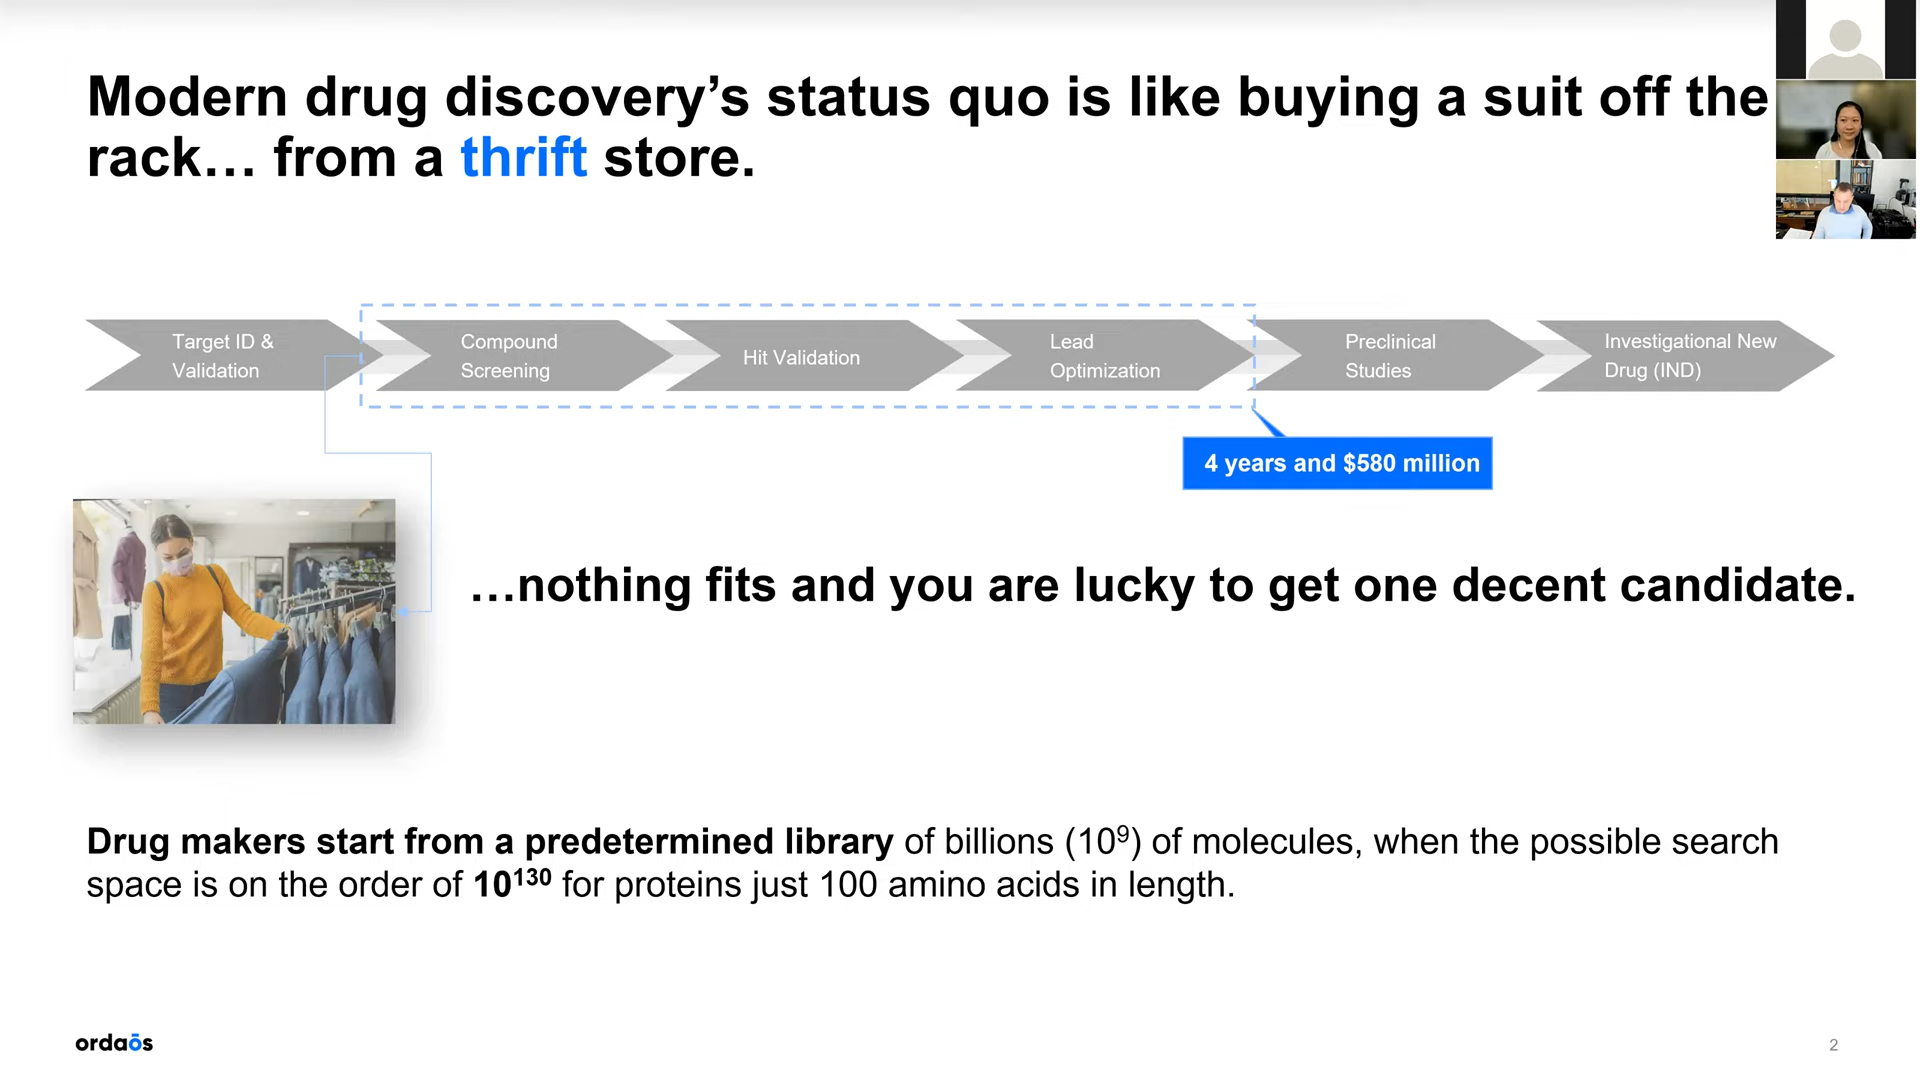 Modern drug discovery’s status quo is like buying a suit off the
rack… from a thrift store.
Target ID &
Validation
Compound
Screening
Hit Validation
Lead
Optimization
Preclinical
Studies
Investigational New
Drug (IND)
4 years and $580 million
…nothing fits and you are lucky to get one decent candidate.
Drug makers start from a predetermined library of billions (10⁹) of molecules, when the possible search
space is on the order of 10¹³⁰ for proteins just 100 amino acids in length.
ordaōs
2